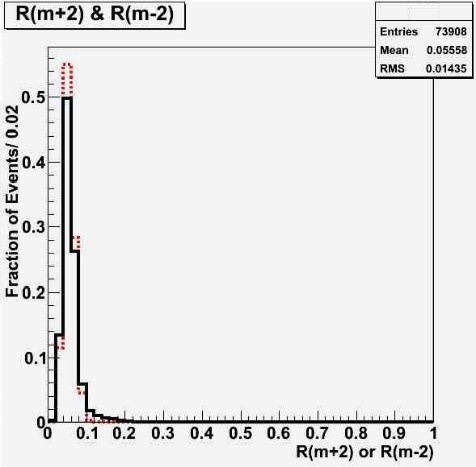 R(m+2) & R(m-2)
Entries 73908
Mean 0.05558
RMS 0.01435
Fraction of Events/ 0.02
0.5
0.4
0.3
0.2
0.1
0
0 0.1 0.2 0.3 0.4 0.5 0.6 0.7 0.8 0.9 1
R(m+2) or R(m-2)